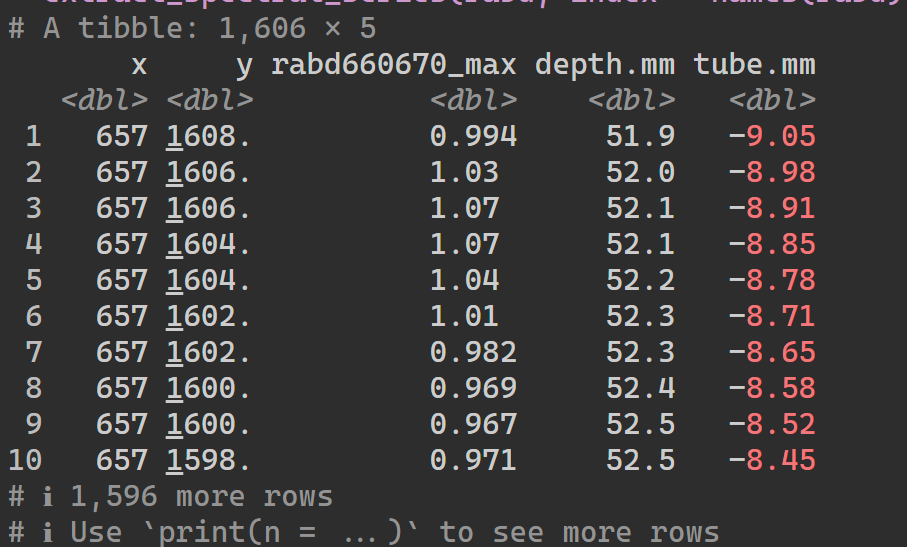 extract_spectral_series(rabd, index = names(rabd)
# A tibble: 1,606 × 5
x y rabd660670_max depth.mm tube.mm
<dbl> <dbl> <dbl> <dbl> <dbl>
1 657 1608. 0.994 51.9 -9.05
2 657 1606. 1.03 52.0 -8.98
3 657 1606. 1.07 52.1 -8.91
4 657 1604. 1.07 52.1 -8.85
5 657 1604. 1.04 52.2 -8.78
6 657 1602. 1.01 52.3 -8.71
7 657 1602. 0.982 52.3 -8.65
8 657 1600. 0.969 52.4 -8.58
9 657 1600. 0.967 52.5 -8.52
10 657 1598. 0.971 52.5 -8.45
# ℹ 1,596 more rows
# ℹ Use `print(n = ...)` to see more rows